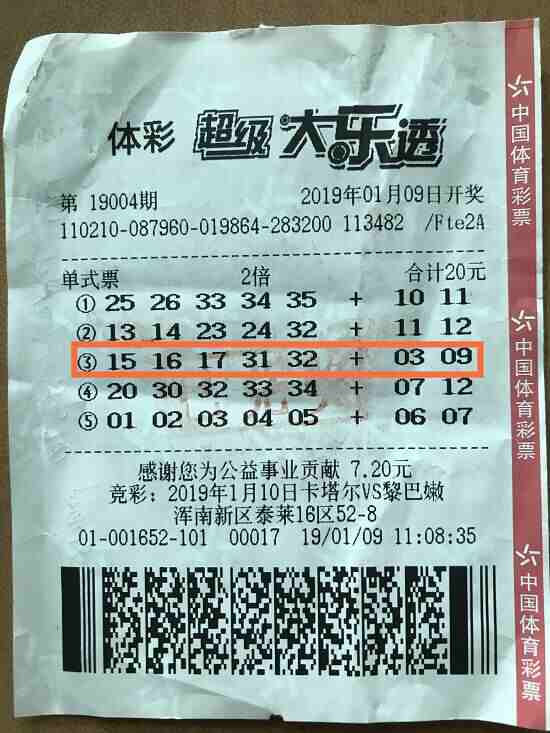 体彩 超级大乐透
第 19004期 2019年01月09日开奖
110210-087960-019864-283200 113482 /Fte2A
单式票 2倍 合计20元
① 25 26 33 34 35 + 10 11
② 13 14 23 24 32 + 11 12
③ 15 16 17 31 32 + 03 09
④ 20 30 32 33 34 + 07 12
⑤ 01 02 03 04 05 + 06 07
感谢您为公益事业贡献 7.20元
竞彩：2019年1月10日卡塔尔VS黎巴嫩
浑南新区泰莱16区52-8
01-001652-101 00017 19/01/09 11:08:35
中国体育彩票
中国体育彩票
中国体育彩票